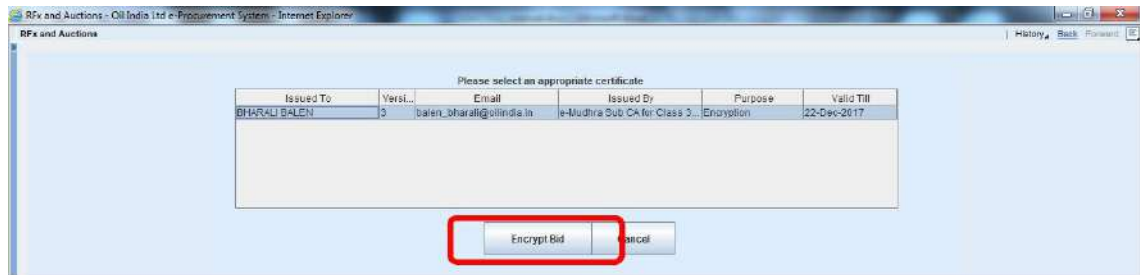 RFx and Auctions - Oil India Ltd e-Procurement System - Internet Explorer
RFx and Auctions | History Back Forward
Please select an appropriate certificate
Issued To Versi... Email Issued By Purpose Valid Till
BHARALI BALEN 3 balen_bharali@oilindia.in e-Mudhra Sub CA for Class 3... Encryption 22-Dec-2017
Encrypt Bid Cancel